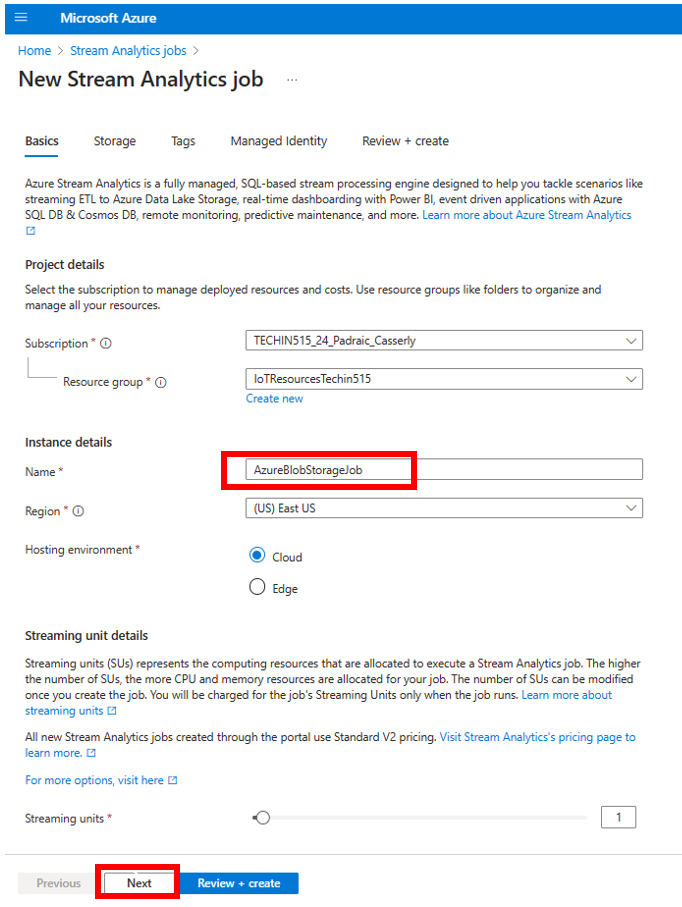 Microsoft Azure
Home > Stream Analytics jobs >
New Stream Analytics job ...
Basics Storage Tags Managed Identity Review + create
Azure Stream Analytics is a fully managed, SQL-based stream processing engine designed to help you tackle scenarios like
streaming ETL to Azure Data Lake Storage, real-time dashboarding with Power BI, event driven applications with Azure
SQL DB & Cosmos DB, remote monitoring, predictive maintenance, and more. Learn more about Azure Stream Analytics
Project details
Select the subscription to manage deployed resources and costs. Use resource groups like folders to organize and
manage all your resources.
Subscription * TECHIN515_24_Padraic_Casserly
Resource group * IoTResourcesTechin515
Create new
Instance details
Name * AzureBlobStorageJob
Region * (US) East US
Hosting environment * Cloud
Edge
Streaming unit details
Streaming units (SUs) represents the computing resources that are allocated to execute a Stream Analytics job. The higher
the number of SUs, the more CPU and memory resources are allocated for your job. The number of SUs can be modified
once you create the job. You will be charged for the job's Streaming Units only when the job runs. Learn more about
streaming units
All new Stream Analytics jobs created through the portal use Standard V2 pricing. Visit Stream Analytics's pricing page to
learn more.
For more options, visit here
Streaming units * 1
Previous Next Review + create